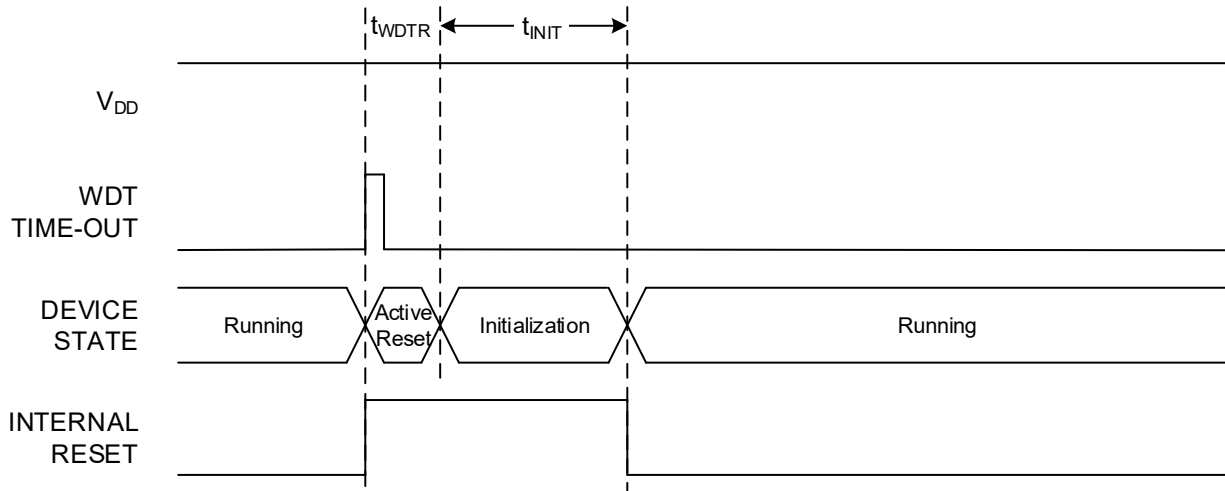 tWDTR tINIT
VDD
WDT
TIME-OUT
DEVICE
STATE
Running Active Reset Initialization Running
INTERNAL
RESET